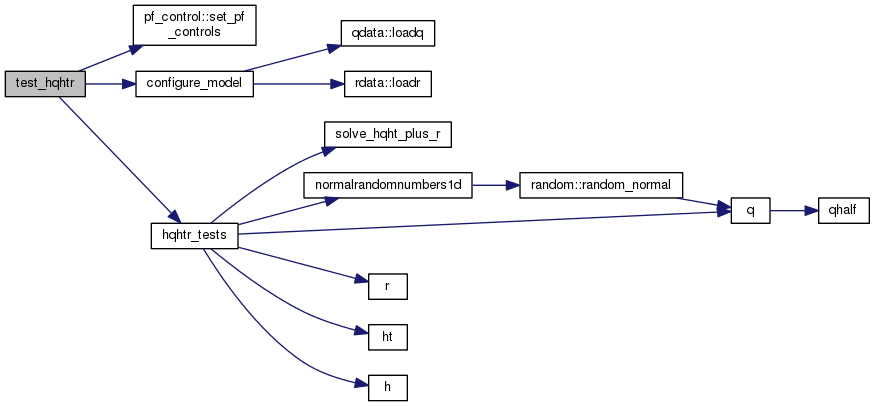 pf_control::set_pf
_controls
qdata::loadq
test_hqhtr
configure_model
rdata::loadr
solve_hqht_plus_r
normalrandomnumbers1d
random::random_normal
q
qhalf
hqhtr_tests
r
ht
h